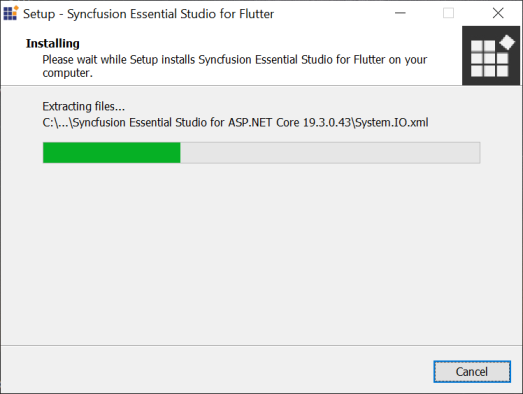 Setup - Syncfusion Essential Studio for Flutter
Installing
Please wait while Setup installs Syncfusion Essential Studio for Flutter on your
computer.
Extracting files...
C:\...\Syncfusion Essential Studio for ASP.NET Core 19.3.0.43\System.IO.xml
Cancel